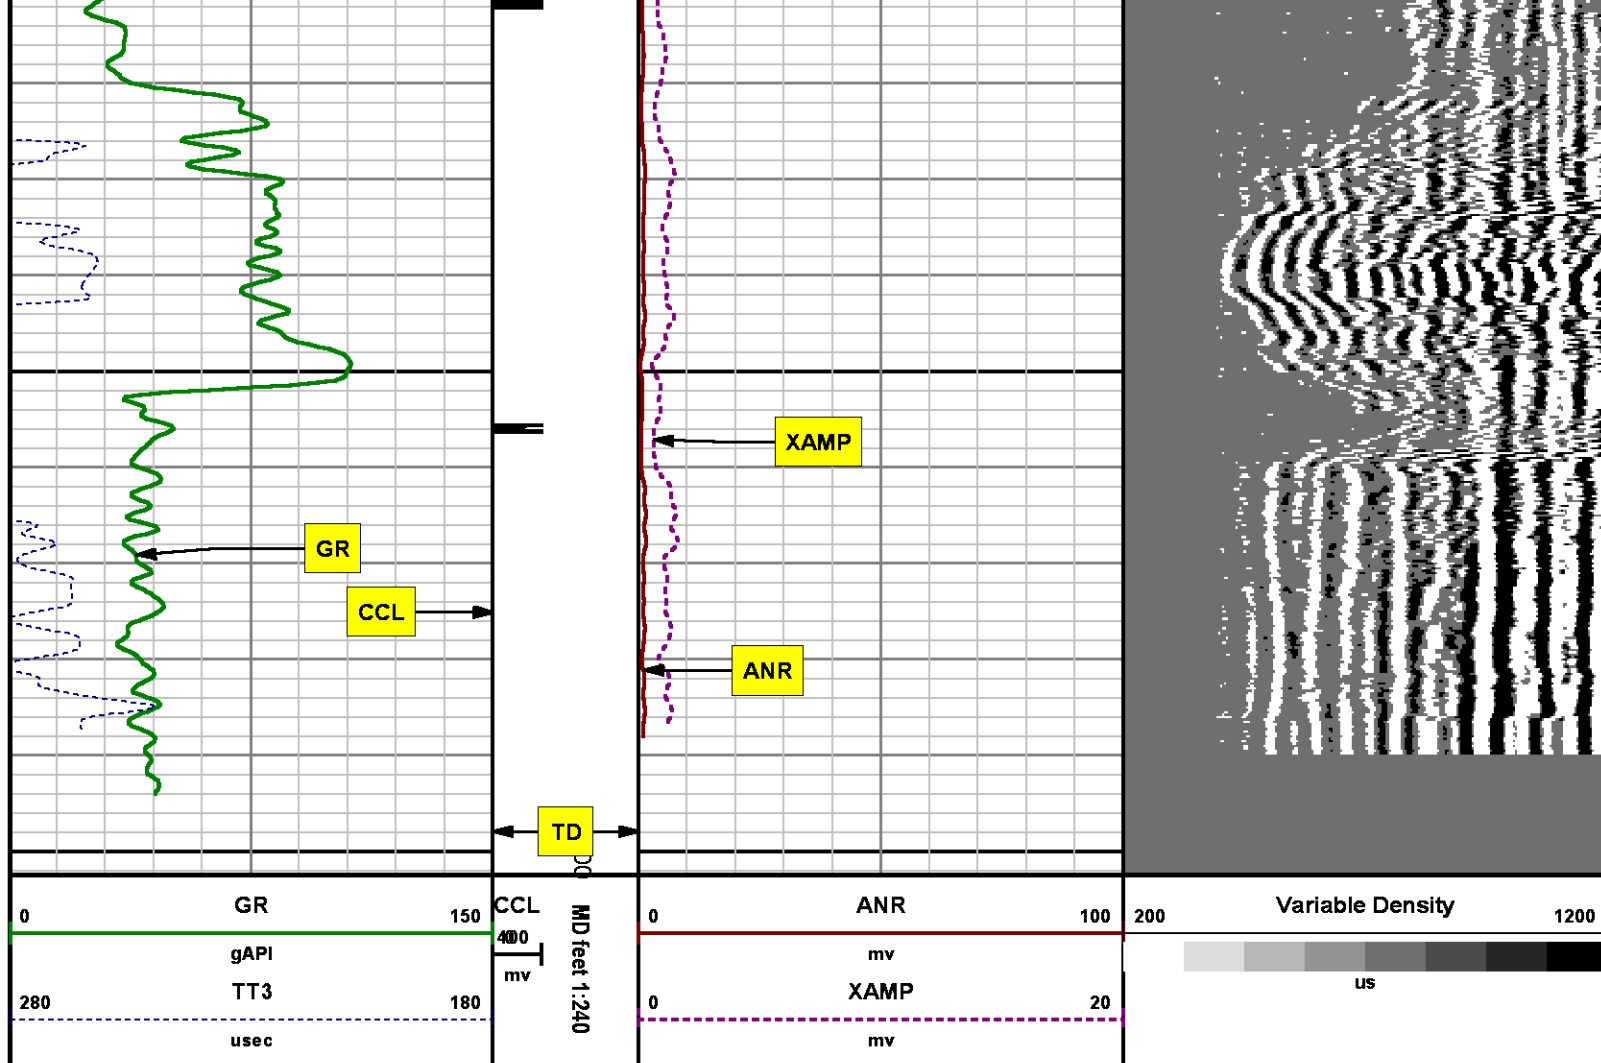 XAMP
GR
CCL
ANR
TD
00
GR
0 150
gAPI
TT3
280 180
usec
CCL
mv
MD feet 1:240
ANR
0 100
mv
XAMP
0 20
mv
Variable Density
200 1200
us